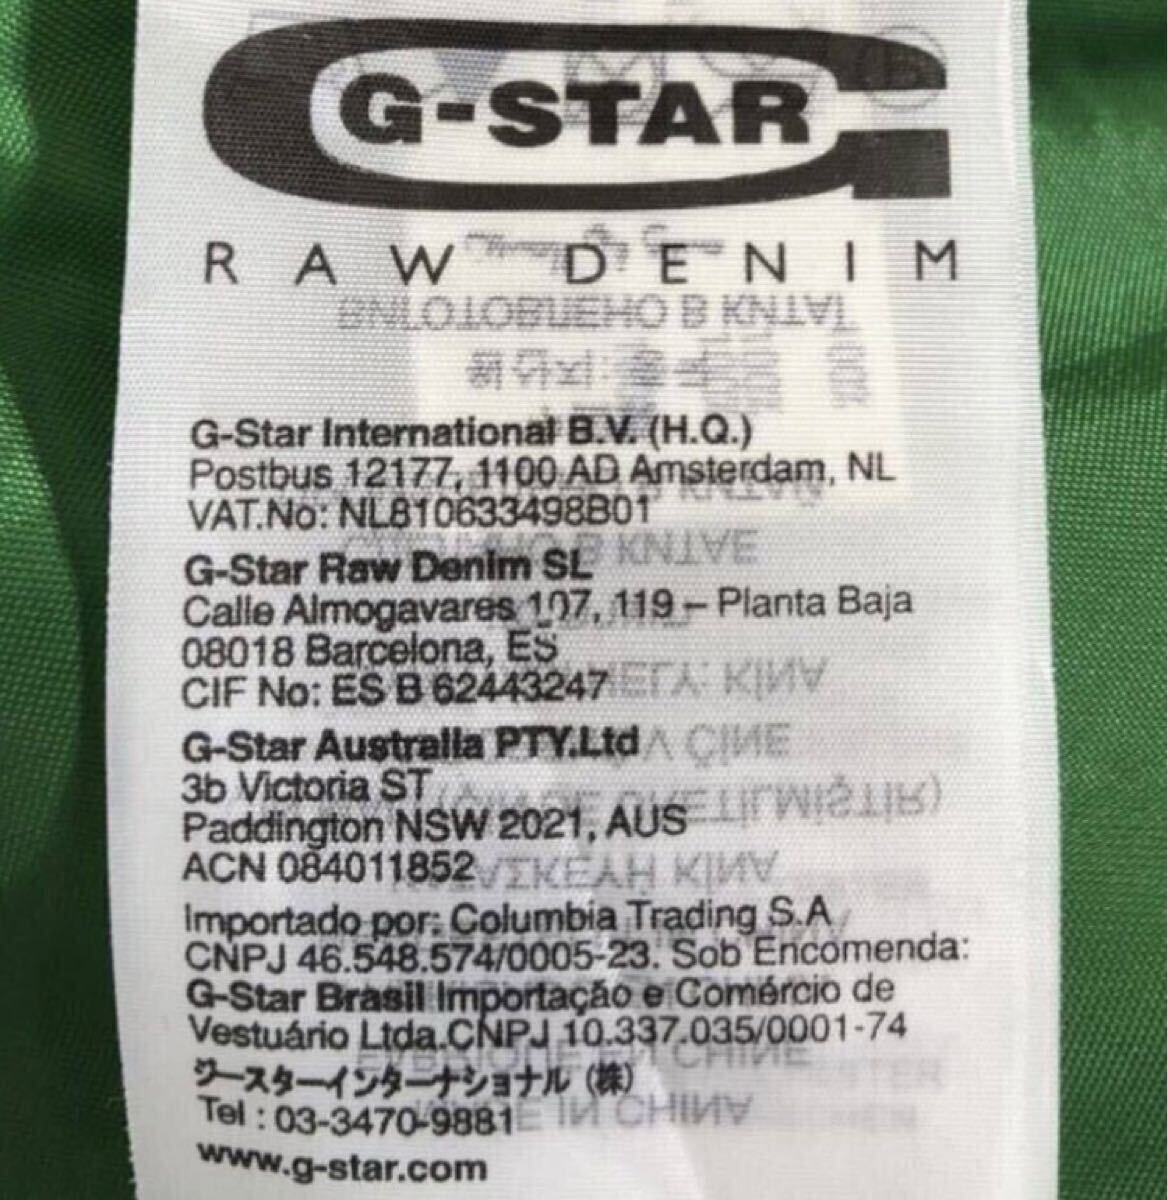 G-STAR
RAW DENIM
G-Star International B.V. (H.Q.)
Postbus 12177, 1100 AD Amsterdam, NL
VAT.No: NL810633498B01
G-Star Raw Denim SL
Calle Almogavares 107, 119 – Planta Baja
08018 Barcelona, ES
CIF No: ES B 62443247
G-Star Australia PTY.Ltd
3b Victoria ST
Paddington NSW 2021, AUS
ACN 084011852
Importado por: Columbia Trading S.A
CNPJ 46.548.574/0005-23. Sob Encomenda:
G-Star Brasil Importação e Comércio de
Vestuário Ltda.CNPJ 10.337.035/0001-74
ジースターインターナショナル (株)
Tel : 03-3470-9881
www.g-star.com